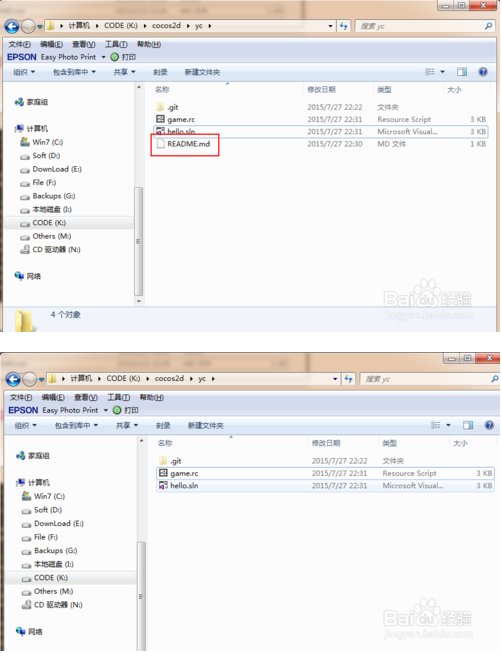 计算机 ▸ CODE (K:) ▸ cocos2d ▸ yc ▸ 搜索 yc
文件(F) 编辑(E) 查看(V) 工具(T) 帮助(H)
EPSON Easy Photo Print 打印
组织 包含到库中 共享 刻录 新建文件夹
名称 修改日期 类型 大小
.git 2015/7/27 22:22 文件夹
game.rc 2015/7/27 22:31 Resource Script 3 KB
hello.sln 2015/7/27 22:31 Microsoft Visual... 3 KB
README.md 2015/7/27 22:30 MD 文件 1 KB
家庭组
计算机
Win7 (C:)
Soft (D:)
DownLoad (E:)
File (F:)
Backups (G:)
本地磁盘 (I:)
CODE (K:)
Others (M:)
CD 驱动器 (N:)
网络
4 个对象
Baidu 经验
jingyan.baidu.com
计算机 ▸ CODE (K:) ▸ cocos2d ▸ yc ▸ 搜索 yc
文件(F) 编辑(E) 查看(V) 工具(T) 帮助(H)
EPSON Easy Photo Print 打印
组织 包含到库中 共享 刻录 新建文件夹
名称 修改日期 类型 大小
.git 2015/7/27 22:22 文件夹
game.rc 2015/7/27 22:31 Resource Script 3 KB
hello.sln 2015/7/27 22:31 Microsoft Visual... 3 KB
家庭组
计算机
Win7 (C:)
Soft (D:)
DownLoad (E:)
File (F:)
Backups (G:)
本地磁盘 (I:)
CODE (K:)
Others (M:)
CD 驱动器 (N:)
网络
Baidu 经验
jingyan.baidu.com